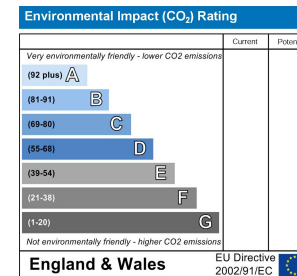 Environmental Impact (CO₂) Rating
Current
Very environmentally friendly - lower CO2 emissions
(92 plus) A
(81-91) B
(69-80) C
(55-68) D
(39-54) E
(21-38) F
(1-20) G
Not environmentally friendly - higher CO2 emissions
England & Wales
EU Directive
2002/91/EC